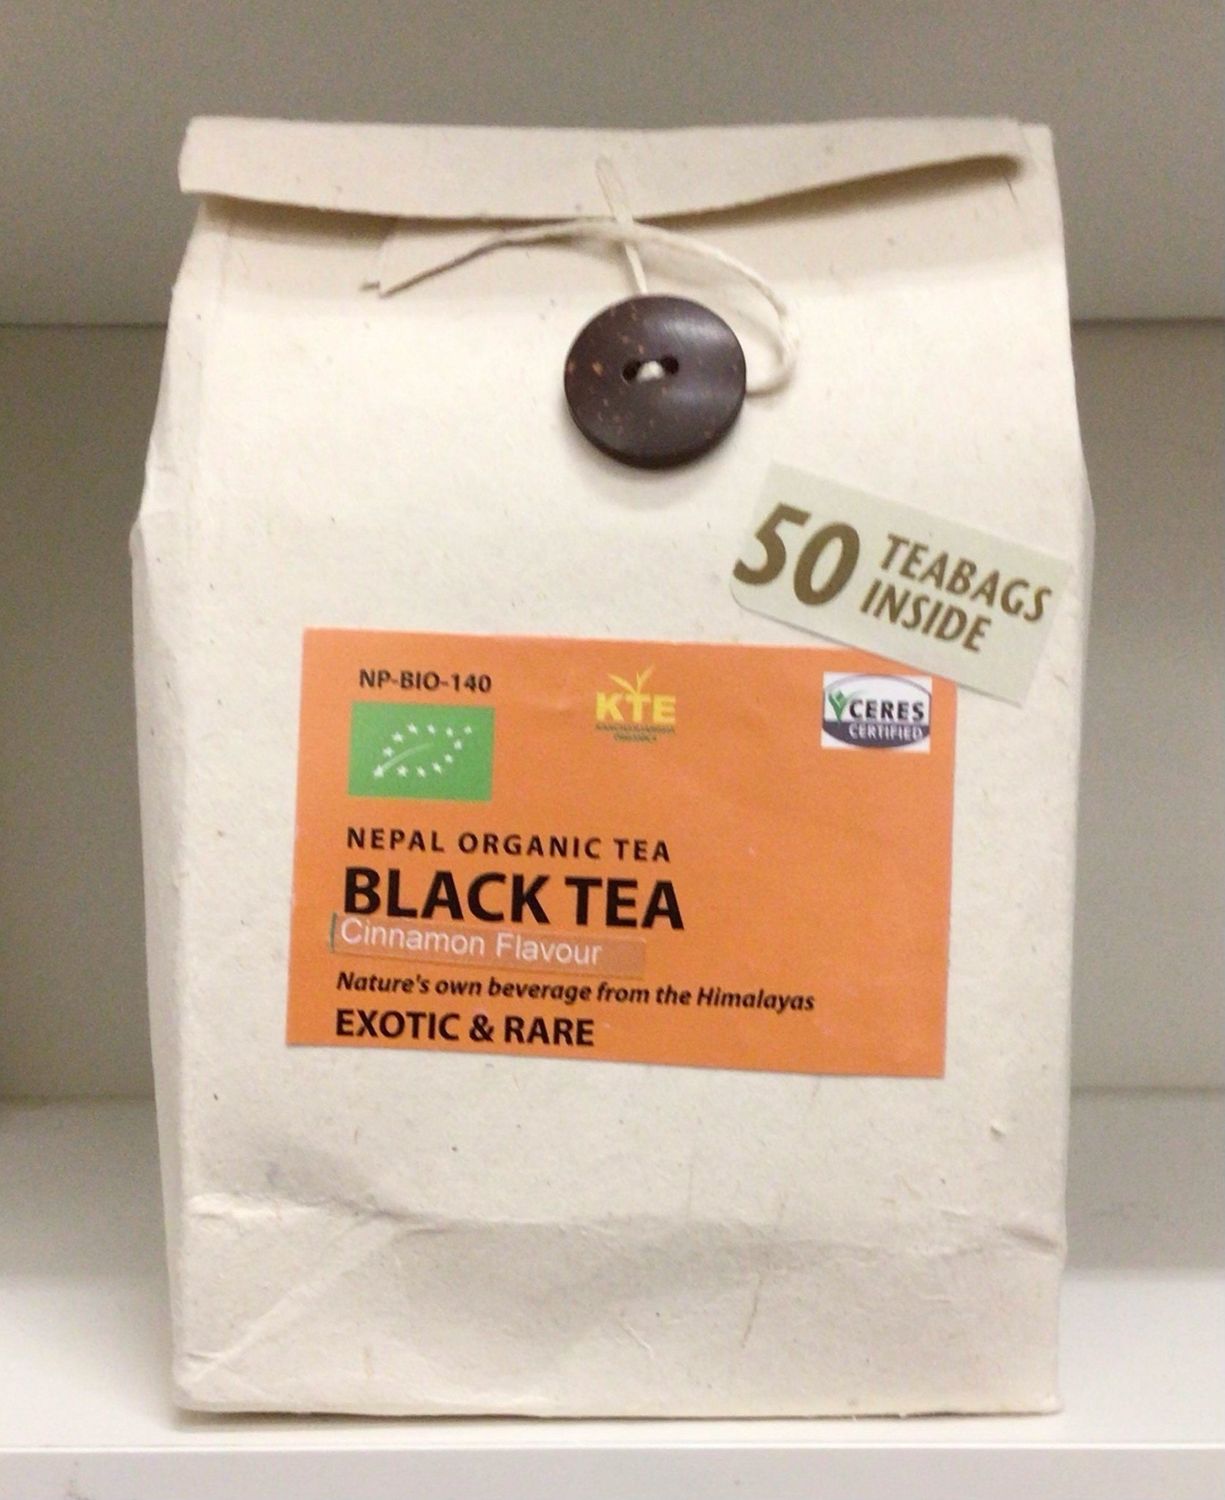 50 TEABAGS
INSIDE
NP-BIO-140
KTE
CERES
CERTIFIED
NEPAL ORGANIC TEA
BLACK TEA
Cinnamon Flavour
Nature's own beverage from the Himalayas
EXOTIC & RARE